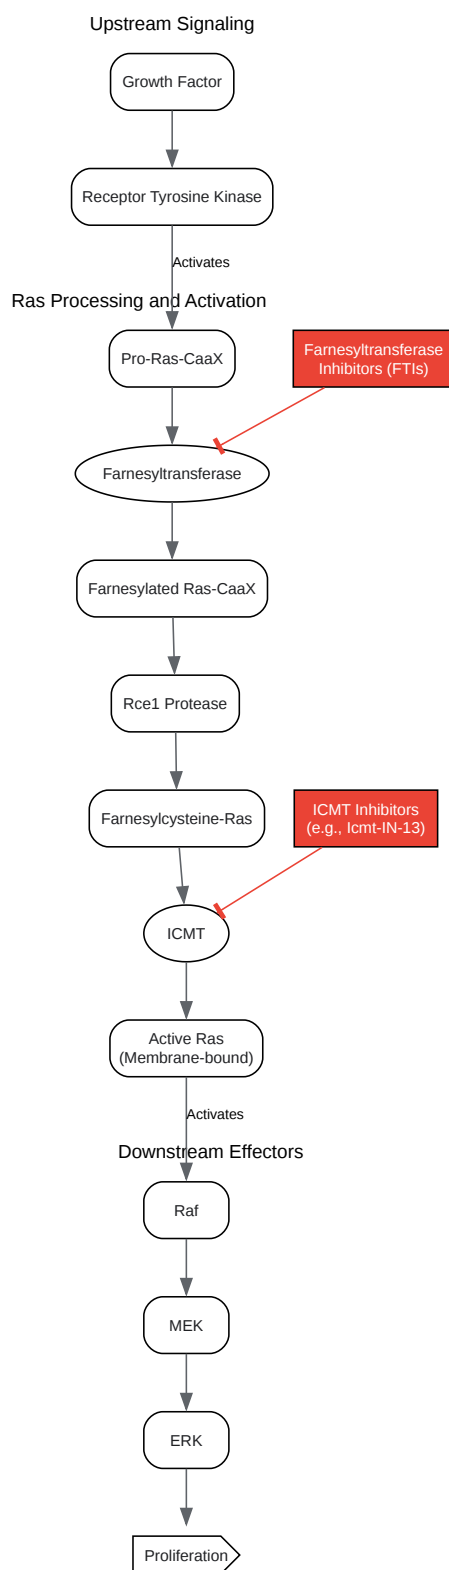 Upstream Signaling
Growth Factor
Receptor Tyrosine Kinase
Activates
Ras Processing and Activation
Pro-Ras-CaaX
Farnesyltransferase
Inhibitors (FTIs)
Farnesyltransferase
Farnesylated Ras-CaaX
Rce1 Protease
Farnesylcysteine-Ras
ICMT Inhibitors
(e.g., Icmt-IN-13)
ICMT
Active Ras
(Membrane-bound)
Activates
Downstream Effectors
Raf
MEK
ERK
Proliferation